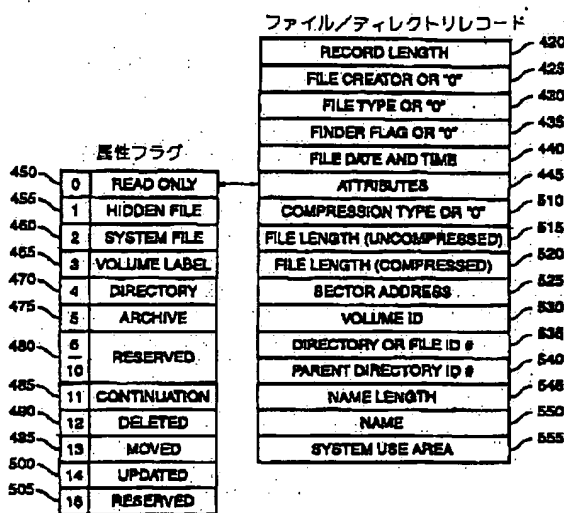 ファイル/ディレクトリレコード
RECORD LENGTH 420
FILE CREATOR OR "0" 425
FILE TYPE OR "0" 430
FINDER FLAG OR "0" 435
FILE DATE AND TIME 440
ATTRIBUTES 445
COMPRESSION TYPE OR "0" 510
FILE LENGTH (UNCOMPRESSED) 515
FILE LENGTH (COMPRESSED) 520
SECTOR ADDRESS 525
VOLUME ID 530
DIRECTORY OR FILE ID # 535
PARENT DIRECTORY ID # 540
NAME LENGTH 545
NAME 550
SYSTEM USE AREA 555
属性フラグ
450 0 READ ONLY
455 1 HIDDEN FILE
460 2 SYSTEM FILE
465 3 VOLUME LABEL
470 4 DIRECTORY
475 5 ARCHIVE
480 6-10 RESERVED
485 11 CONTINUATION
490 12 DELETED
495 13 MOVED
500 14 UPDATED
505 15 RESERVED